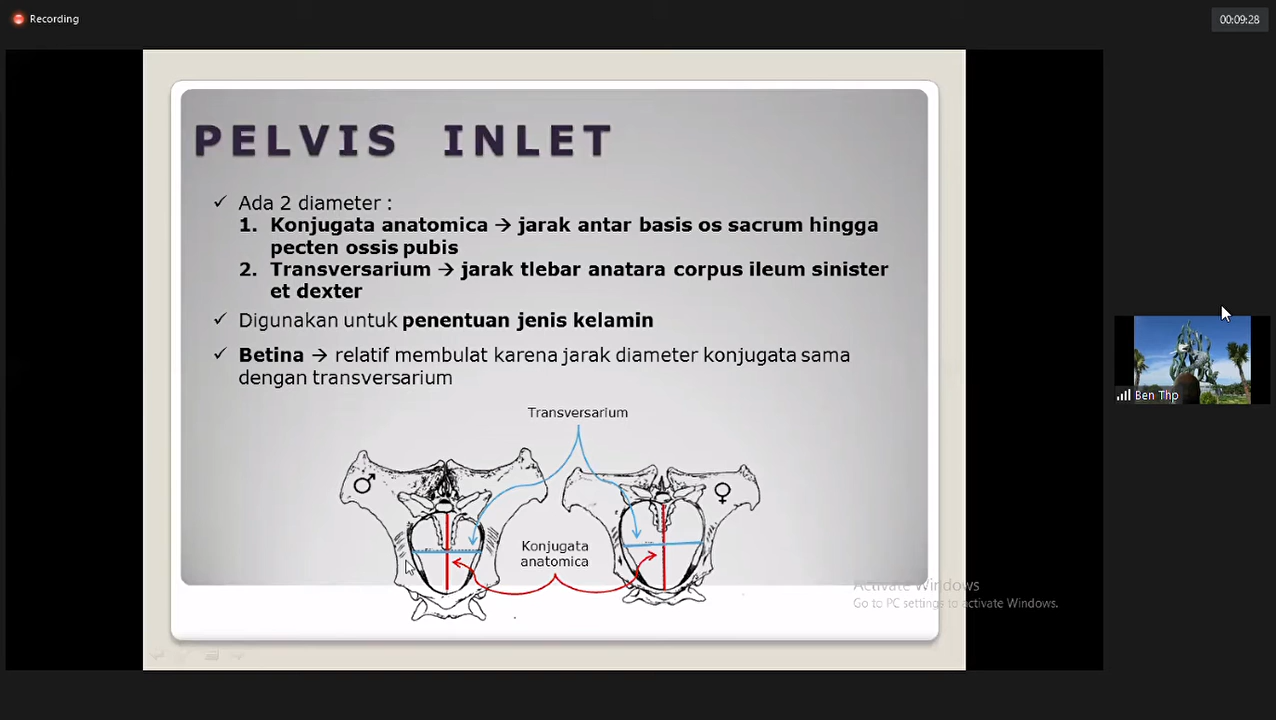 Recording
00:09:28
PELVIS INLET
✓ Ada 2 diameter :
1. Konjugata anatomica → jarak antar basis os sacrum hingga
pecten ossis pubis
2. Transversarium → jarak tlebar anatara corpus ileum sinister
et dexter
✓ Digunakan untuk penentuan jenis kelamin
✓ Betina → relatif membulat karena jarak diameter konjugata sama
dengan transversarium
Transversarium
♂
♀
Konjugata
anatomica
Activate Windows
Go to PC settings to activate Windows.
Ben Thp